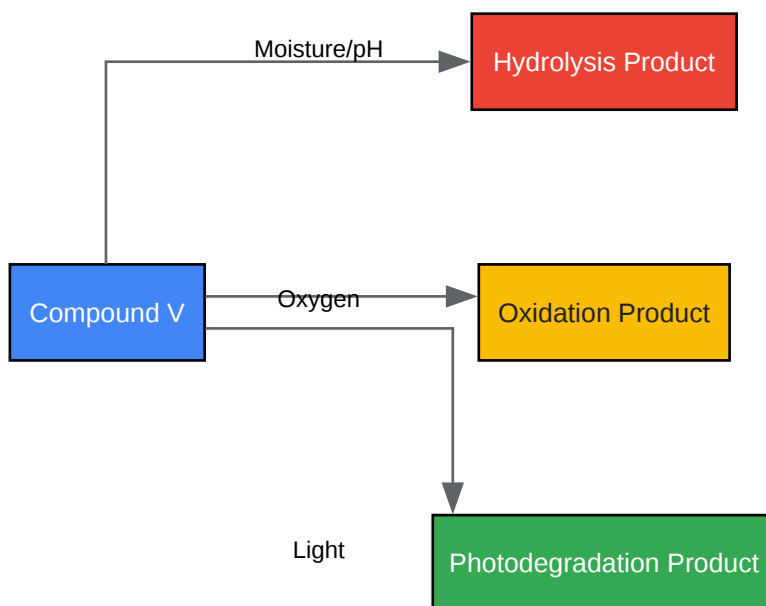 Moisture/pH
Hydrolysis Product
Compound V
Oxygen
Oxidation Product
Light
Photodegradation Product